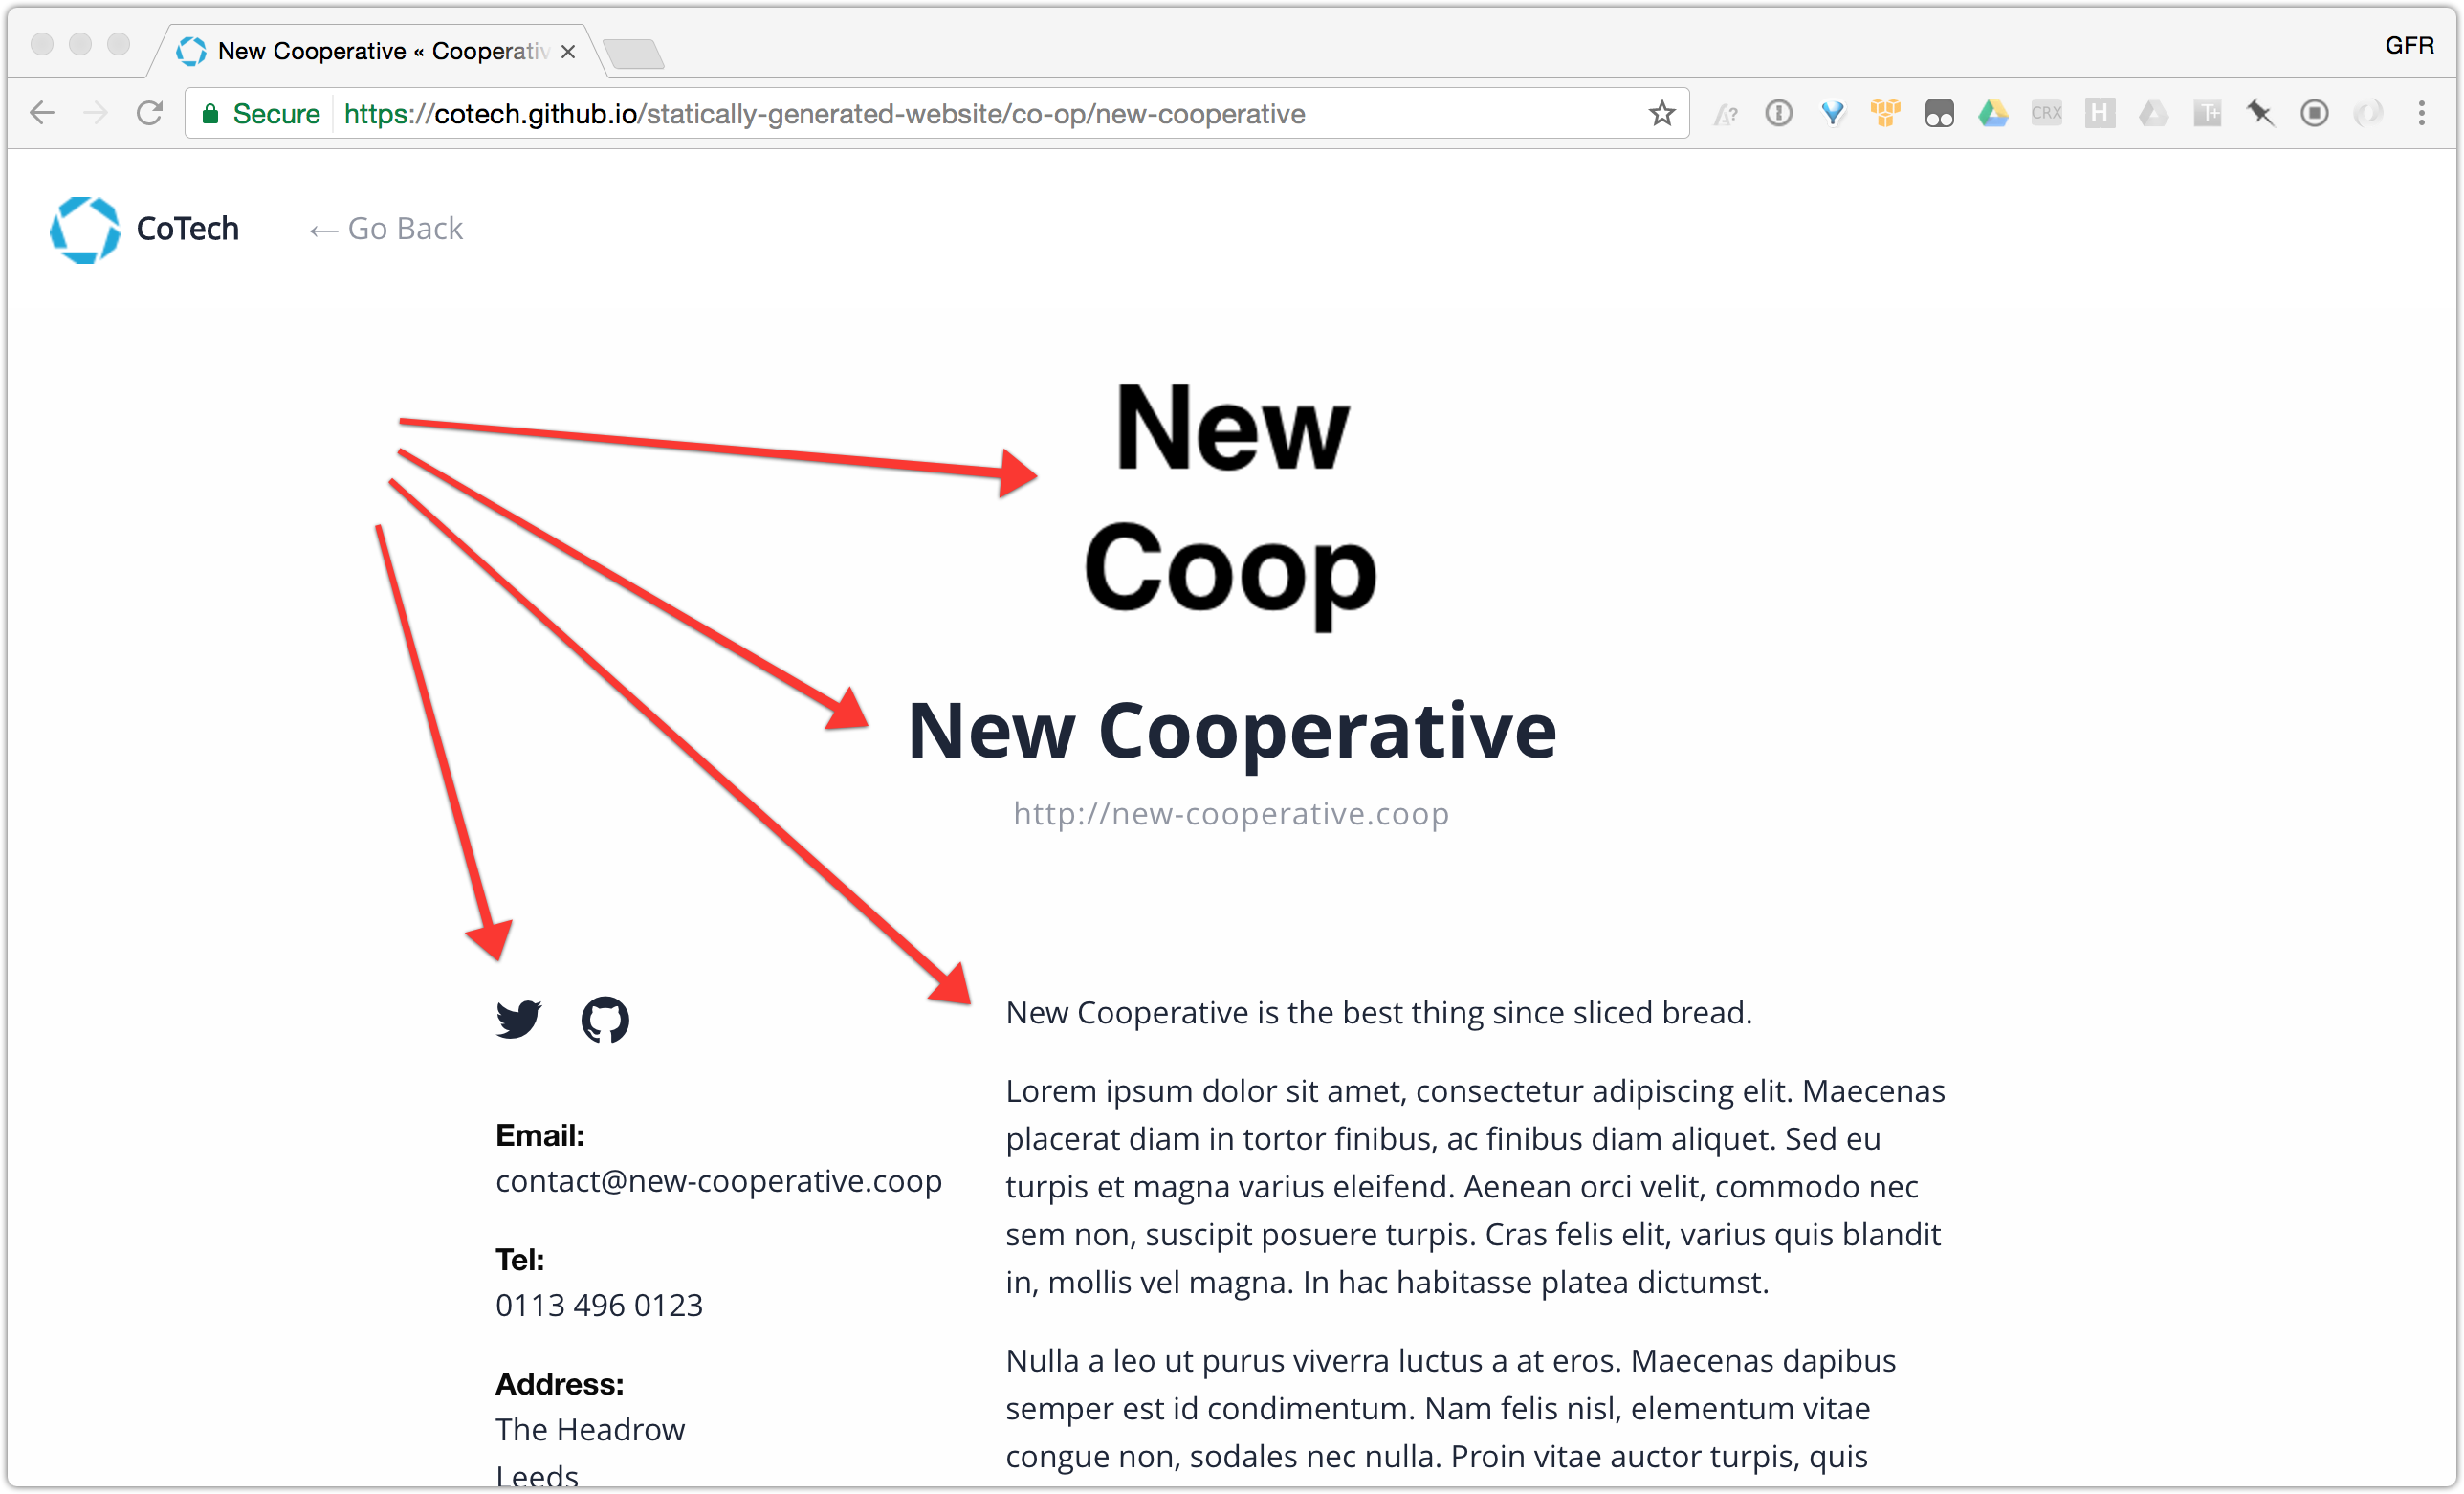 New Cooperative « Cooperativ
GFR
Secure https://cotech.github.io/statically-generated-website/co-op/new-cooperative
CRX
H
T+
CoTech ← Go Back
New
Coop
New Cooperative
http://new-cooperative.coop
Email:
contact@new-cooperative.coop
Tel:
0113 496 0123
Address:
The Headrow
Leeds
New Cooperative is the best thing since sliced bread.
Lorem ipsum dolor sit amet, consectetur adipiscing elit. Maecenas
placerat diam in tortor finibus, ac finibus diam aliquet. Sed eu
turpis et magna varius eleifend. Aenean orci velit, commodo nec
sem non, suscipit posuere turpis. Cras felis elit, varius quis blandit
in, mollis vel magna. In hac habitasse platea dictumst.
Nulla a leo ut purus viverra luctus a at eros. Maecenas dapibus
semper est id condimentum. Nam felis nisl, elementum vitae
congue non, sodales nec nulla. Proin vitae auctor turpis, quis